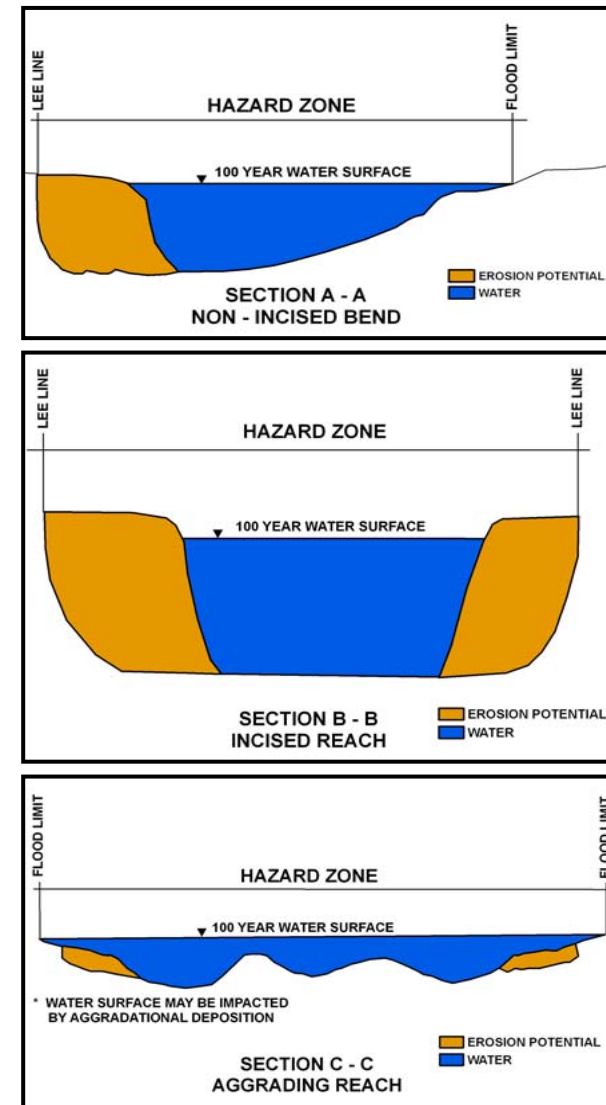 LEE LINE
FLOOD LIMIT
HAZARD ZONE
100 YEAR WATER SURFACE
EROSION POTENTIAL
WATER
SECTION A - A
NON - INCISED BEND
LEE LINE
LEE LINE
HAZARD ZONE
100 YEAR WATER SURFACE
EROSION POTENTIAL
WATER
SECTION B - B
INCISED REACH
FLOOD LIMIT
FLOOD LIMIT
HAZARD ZONE
100 YEAR WATER SURFACE
* WATER SURFACE MAY BE IMPACTED
BY AGGRADATIONAL DEPOSITION
EROSION POTENTIAL
WATER
SECTION C - C
AGGRADING REACH